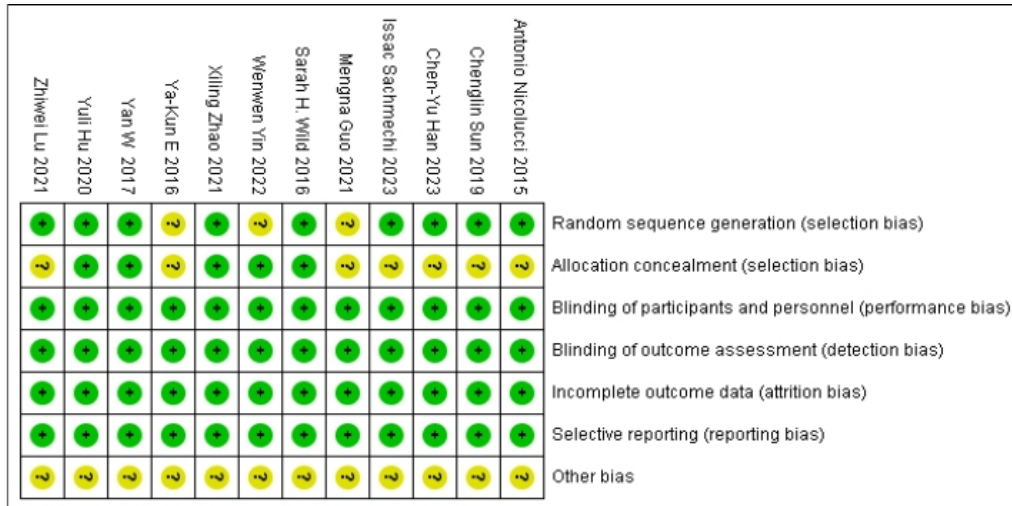 Zhiwei Lu 2021
Yuli Hu 2020
Yan W 2017
Ya-Kun E 2016
Xiling Zhao 2021
Wenwen Yin 2022
Sarah H. Wild 2016
Mengna Guo 2021
Issac Sachmechi 2023
Chen-Yu Han 2023
Chenglin Sun 2019
Antonio Nicolucci 2015
+ + + ? + ? + ? + + + + Random sequence generation (selection bias)
? + + ? + + + ? ? ? ? ? Allocation concealment (selection bias)
+ + + + + + + + + + + + Blinding of participants and personnel (performance bias)
+ + + + + + + + + + + + Blinding of outcome assessment (detection bias)
+ + + + + + + + + + + + Incomplete outcome data (attrition bias)
+ + + + + + + + + + + + Selective reporting (reporting bias)
? ? ? ? ? ? ? ? ? ? ? ? Other bias